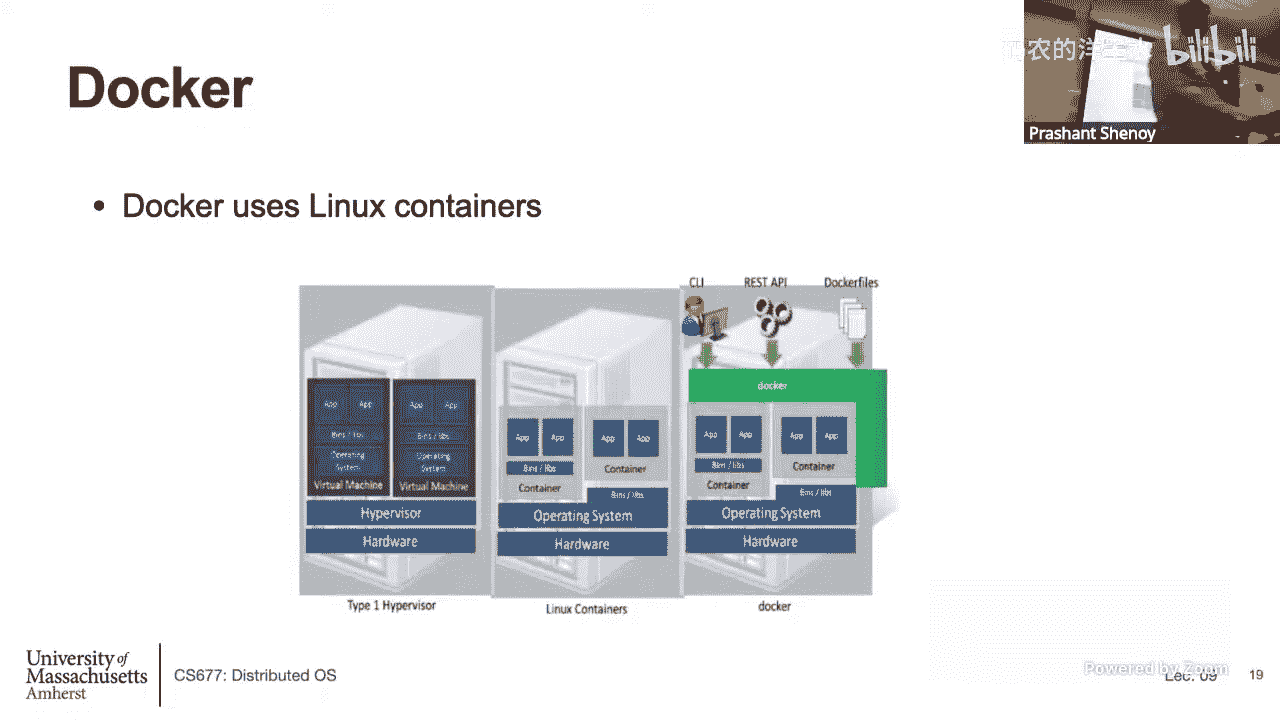 Docker
农的洋
bilibili
Prashant Shenoy
• Docker uses Linux containers
CLI
REST API
Dockerfiles
docker
App
App
App
App
Bins / libs
Bins / libs
Operating
System
Operating
System
Virtual Machine
Virtual Machine
Hypervisor
Hardware
Type 1 Hypervisor
App
App
App
App
Bins / libs
Container
Container
Bins / libs
Operating System
Hardware
Linux Containers
App
App
App
App
Bins / libs
Container
Container
Bins / libs
Operating System
Hardware
docker
University of
Massachusetts
Amherst
CS677: Distributed OS
Powered by Zoom
Lec. 09
19